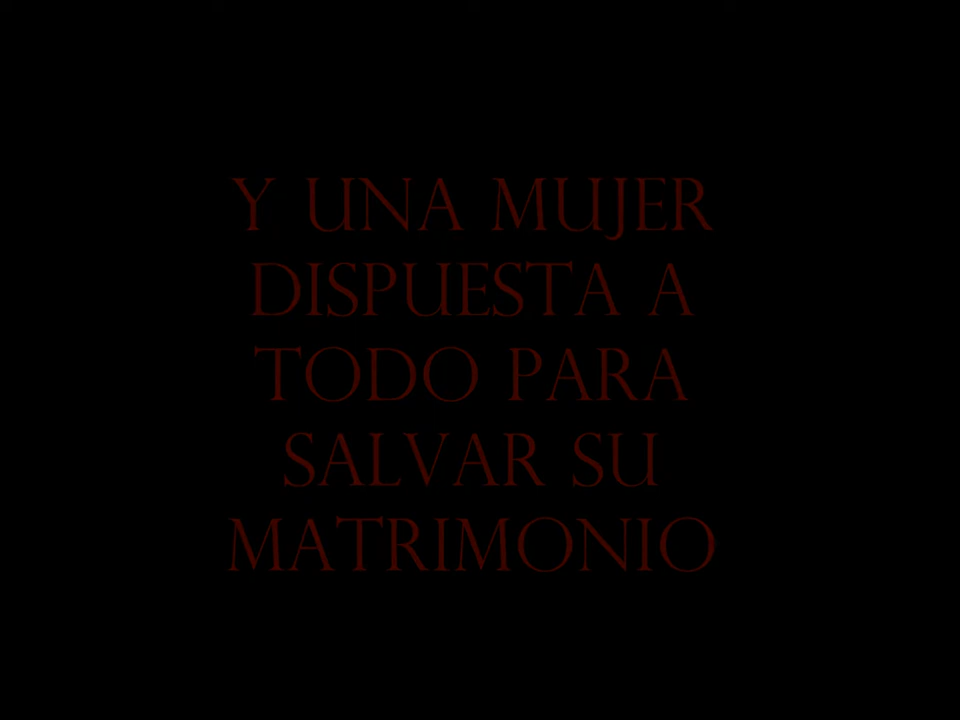 Y UNA MUJER
DISPUESTA A
TODO PARA
SALVAR SU
MATRIMONIO